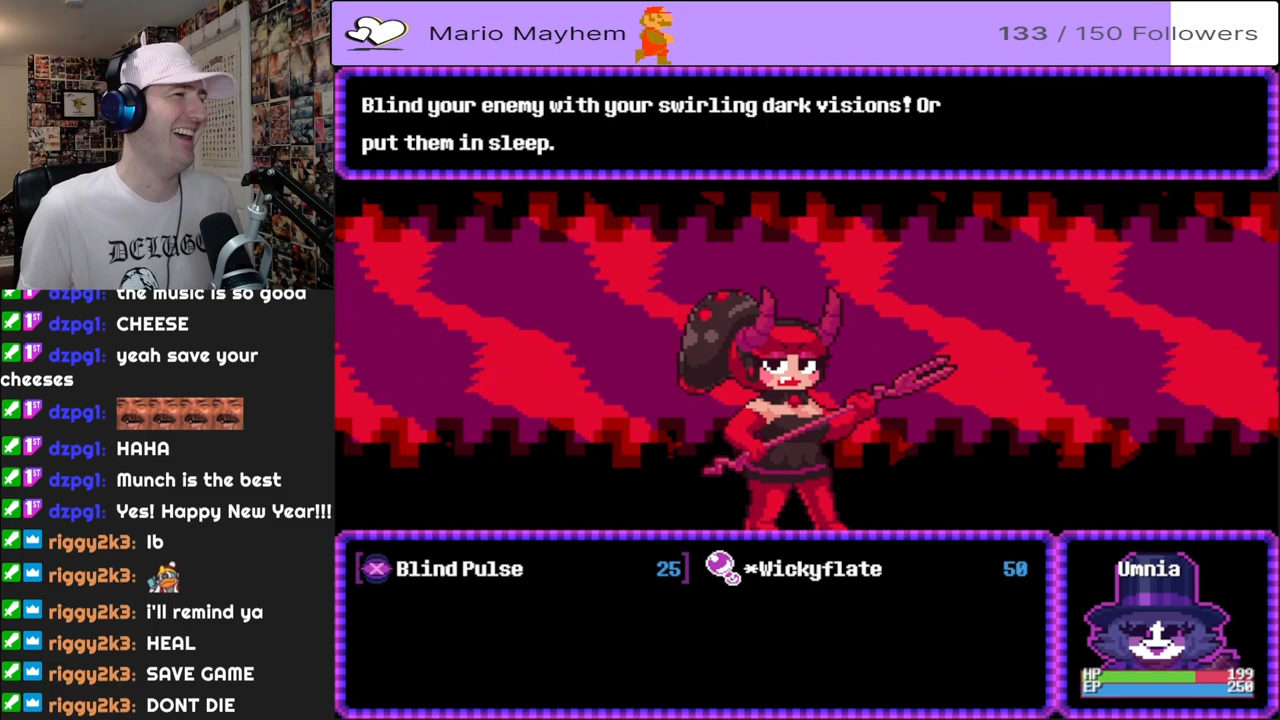 Mario Mayhem
133 / 150 Followers
Blind your enemy with your swirling dark visions! Or
put them in sleep.
DELUGE
dzpg1: the music is so good
dzpg1: CHEESE
dzpg1: yeah save your
cheeses
dzpg1:
dzpg1: HAHA
dzpg1: Munch is the best
dzpg1: Yes! Happy New Year!!!
riggy2k3: lb
riggy2k3:
riggy2k3: i'll remind ya
riggy2k3: HEAL
riggy2k3: SAVE GAME
riggy2k3: DONT DIE
[Blind Pulse 25] *Wickyflate 50
Umnia
HP 199
EP 250